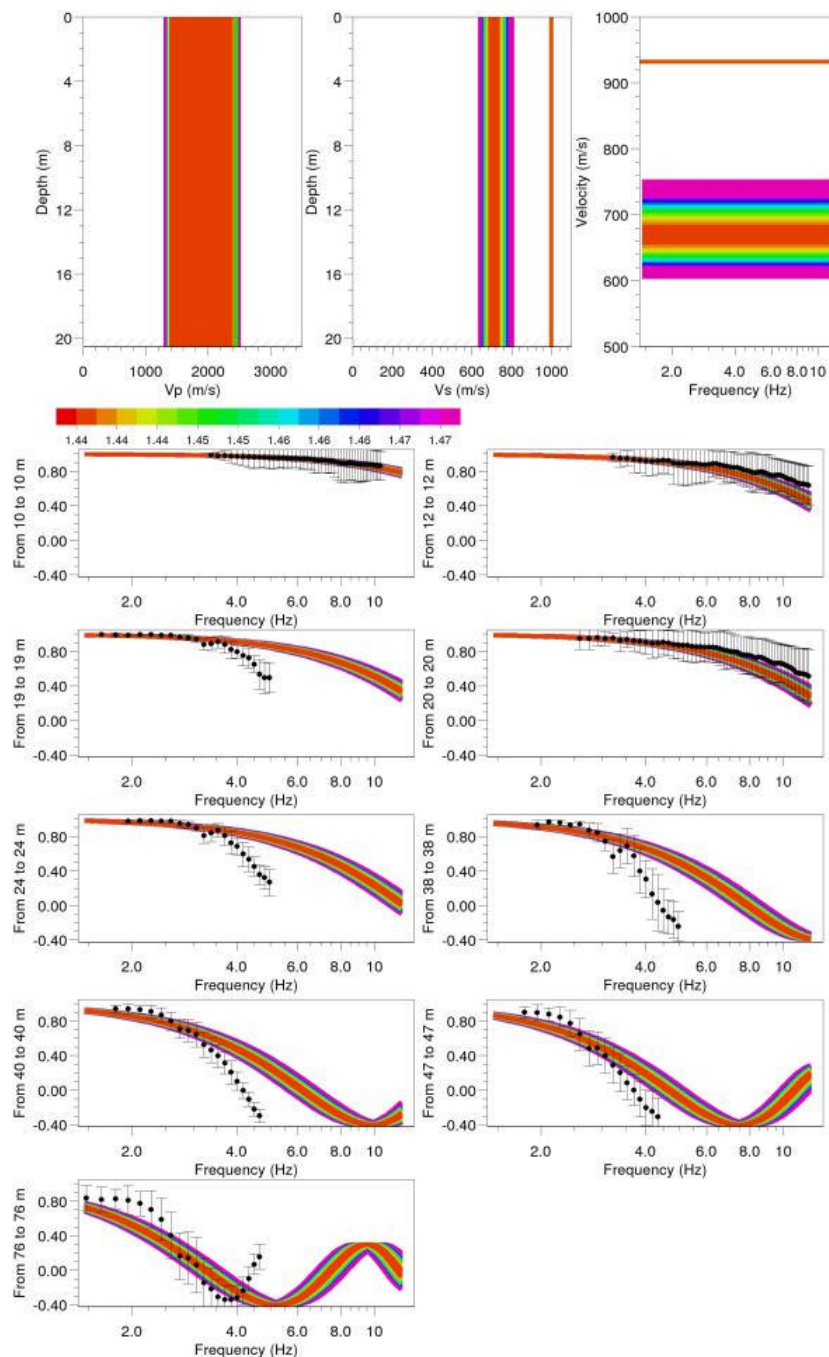 0 4 8 12 16 20
Depth (m)
0 1000 2000 3000
Vp (m/s)
0 4 8 12 16 20
Depth (m)
0 200 400 600 800 1000
Vs (m/s)
1000 900 800 700 600 500
Velocity (m/s)
2.0 4.0 6.0 8.0 10
Frequency (Hz)
1.44 1.44 1.44 1.45 1.45 1.46 1.46 1.46 1.47 1.47
From 10 to 10 m
0.80 0.40 0.00 -0.40
2.0 4.0 6.0 8.0 10
Frequency (Hz)
From 12 to 12 m
0.80 0.40 0.00 -0.40
2.0 4.0 6.0 8.0 10
Frequency (Hz)
From 19 to 19 m
0.80 0.40 0.00 -0.40
2.0 4.0 6.0 8.0 10
Frequency (Hz)
From 20 to 20 m
0.80 0.40 0.00 -0.40
2.0 4.0 6.0 8.0 10
Frequency (Hz)
From 24 to 24 m
0.80 0.40 0.00 -0.40
2.0 4.0 6.0 8.0 10
Frequency (Hz)
From 38 to 38 m
0.80 0.40 0.00 -0.40
2.0 4.0 6.0 8.0 10
Frequency (Hz)
From 40 to 40 m
0.80 0.40 0.00 -0.40
2.0 4.0 6.0 8.0 10
Frequency (Hz)
From 47 to 47 m
0.80 0.40 0.00 -0.40
2.0 4.0 6.0 8.0 10
Frequency (Hz)
From 76 to 76 m
0.80 0.40 0.00 -0.40
2.0 4.0 6.0 8.0 10
Frequency (Hz)